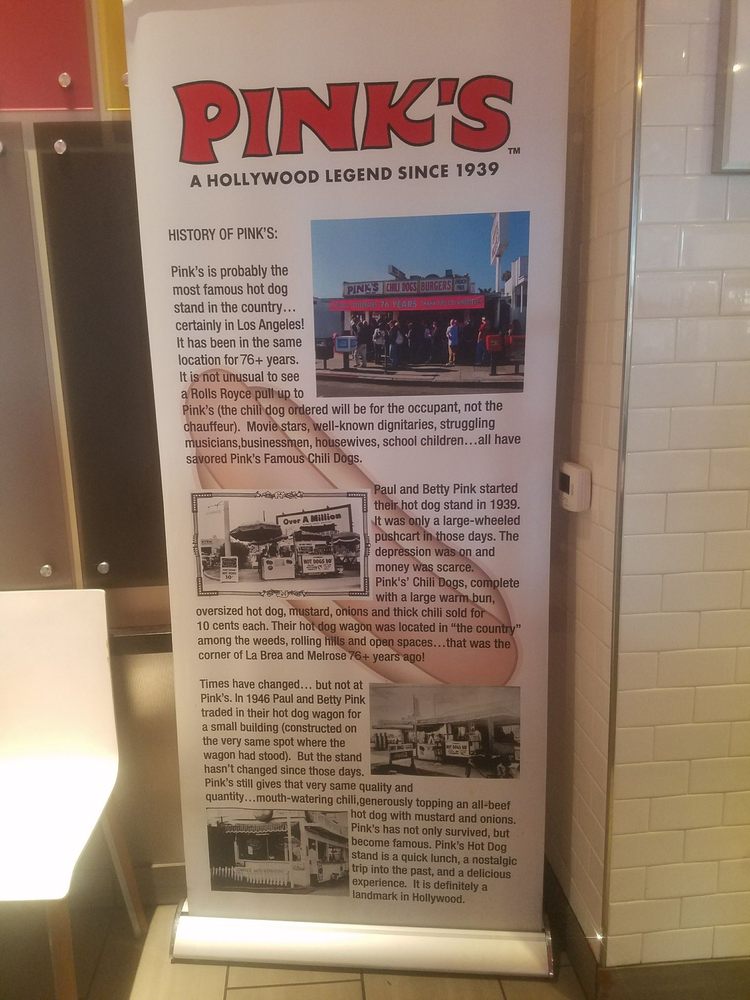 PINK'S
TM
A HOLLYWOOD LEGEND SINCE 1939
HISTORY OF PINK'S:
Pink's is probably the
most famous hot dog
stand in the country...
certainly in Los Angeles!
It has been in the same
location for 76+ years.
It is not unusual to see
a Rolls Royce pull up to
Pink's (the chili dog ordered will be for the occupant, not the
chauffeur). Movie stars, well-known dignitaries, struggling
musicians,businessmen, housewives, school children...all have
savored Pink's Famous Chili Dogs.
PINK'S CHILI DOGS BURGERS
76 YEARS
Over A Million
HOT DOGS 10¢
Paul and Betty Pink started
their hot dog stand in 1939.
It was only a large-wheeled
pushcart in those days. The
depression was on and
money was scarce.
Pink's' Chili Dogs, complete
with a large warm bun,
oversized hot dog, mustard, onions and thick chili sold for
10 cents each. Their hot dog wagon was located in "the country"
among the weeds, rolling hills and open spaces...that was the
corner of La Brea and Melrose 76+ years ago!
Times have changed... but not at
Pink's. In 1946 Paul and Betty Pink
traded in their hot dog wagon for
a small building (constructed on
the very same spot where the
wagon had stood). But the stand
hasn't changed since those days.
Pink's still gives that very same quality and
quantity...mouth-watering chili,generously topping an all-beef
hot dog with mustard and onions.
Pink's has not only survived, but
become famous. Pink's Hot Dog
stand is a quick lunch, a nostalgic
trip into the past, and a delicious
experience. It is definitely a
landmark in Hollywood.